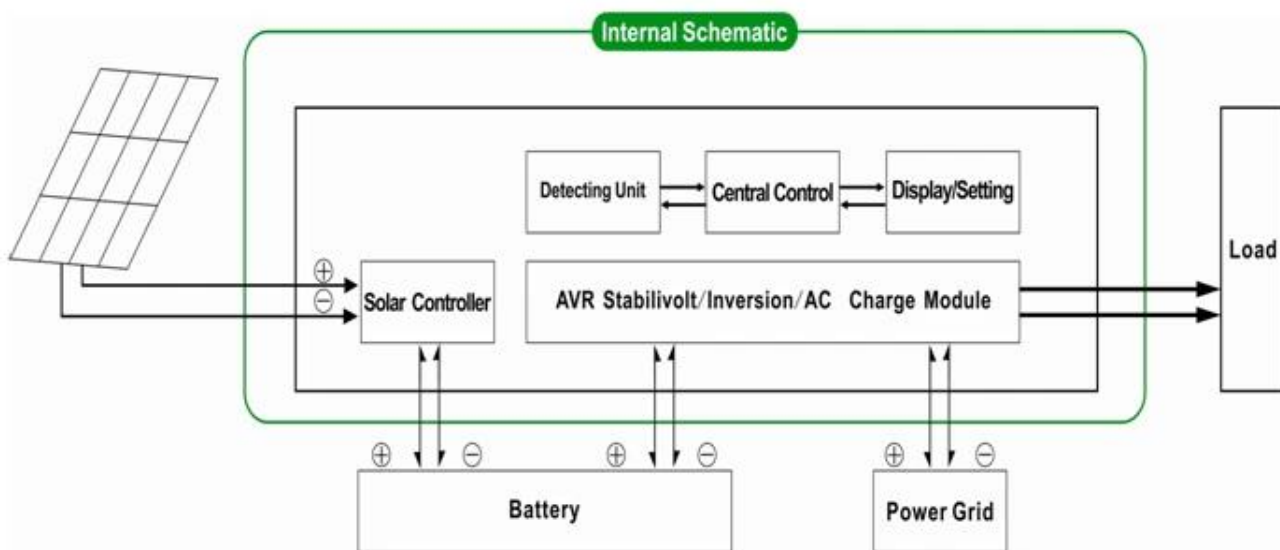 Internal Schematic
Detecting Unit
Central Control
Display/Setting
Load
⊕
⊖
Solar Controller
AVR Stabilivolt/Inversion/AC Charge Module
⊕ ⊖ ⊕ ⊖ ⊕ ⊖
Battery
Power Grid